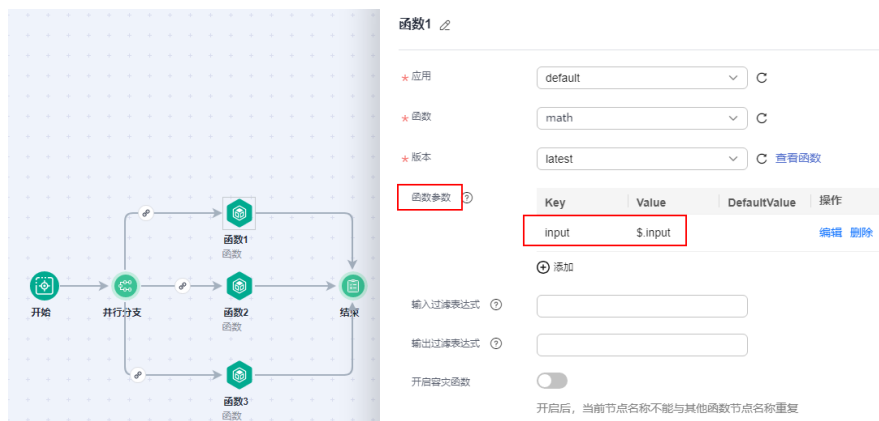 函数1
应用
default
函数
math
版本
latest
查看函数
函数参数
Key
Value
DefaultValue
操作
input
$.input
编辑 删除
添加
输入过滤表达式
输出过滤表达式
开启容灾函数
开启后，当前节点名称不能与其他函数节点名称重复
函数1
函数
开始
并行分支
函数2
函数
结束
函数3
函数